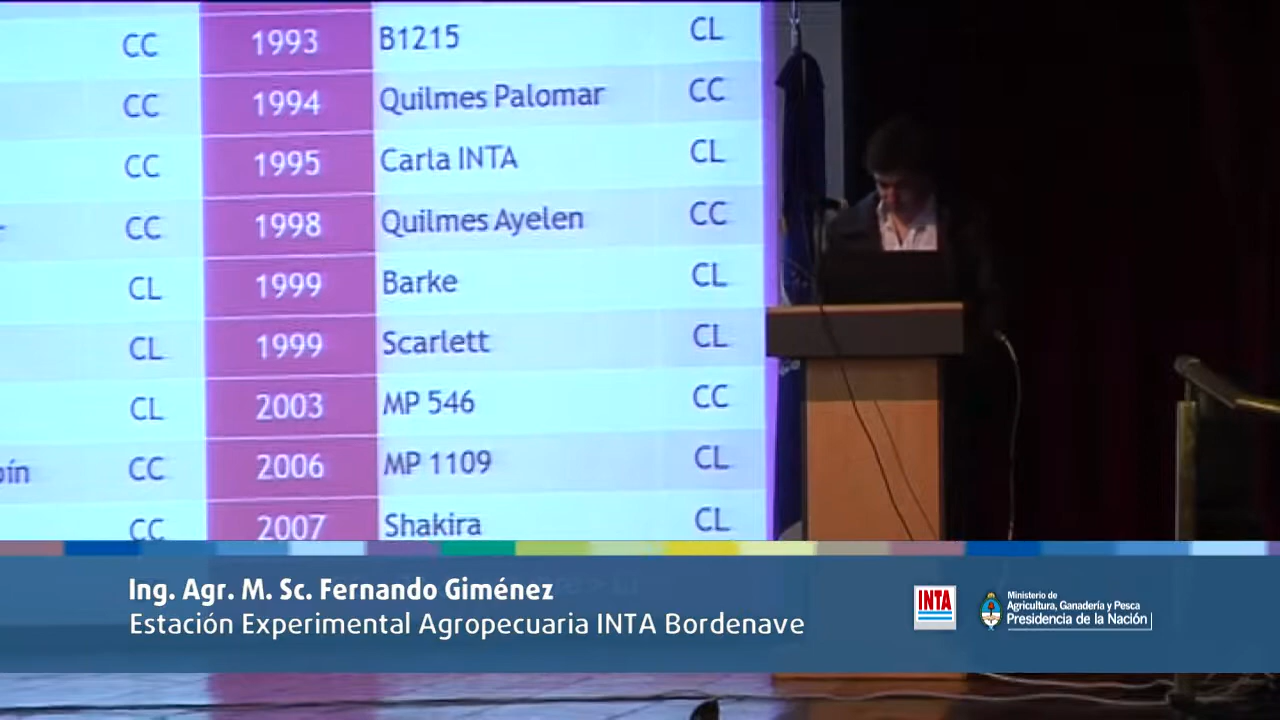 CC 1993 B1215 CL
CC 1994 Quilmes Palomar CC
CC 1995 Carla INTA CL
CC 1998 Quilmes Ayelen CC
CL 1999 Barke CL
CL 1999 Scarlett CL
CL 2003 MP 546 CC
CC 2006 MP 1109 CL
CC 2007 Shakira CL
Ing. Agr. M. Sc. Fernando Giménez
Estación Experimental Agropecuaria INTA Bordenave
INTA
Ministerio de
Agricultura, Ganadería y Pesca
Presidencia de la Nación